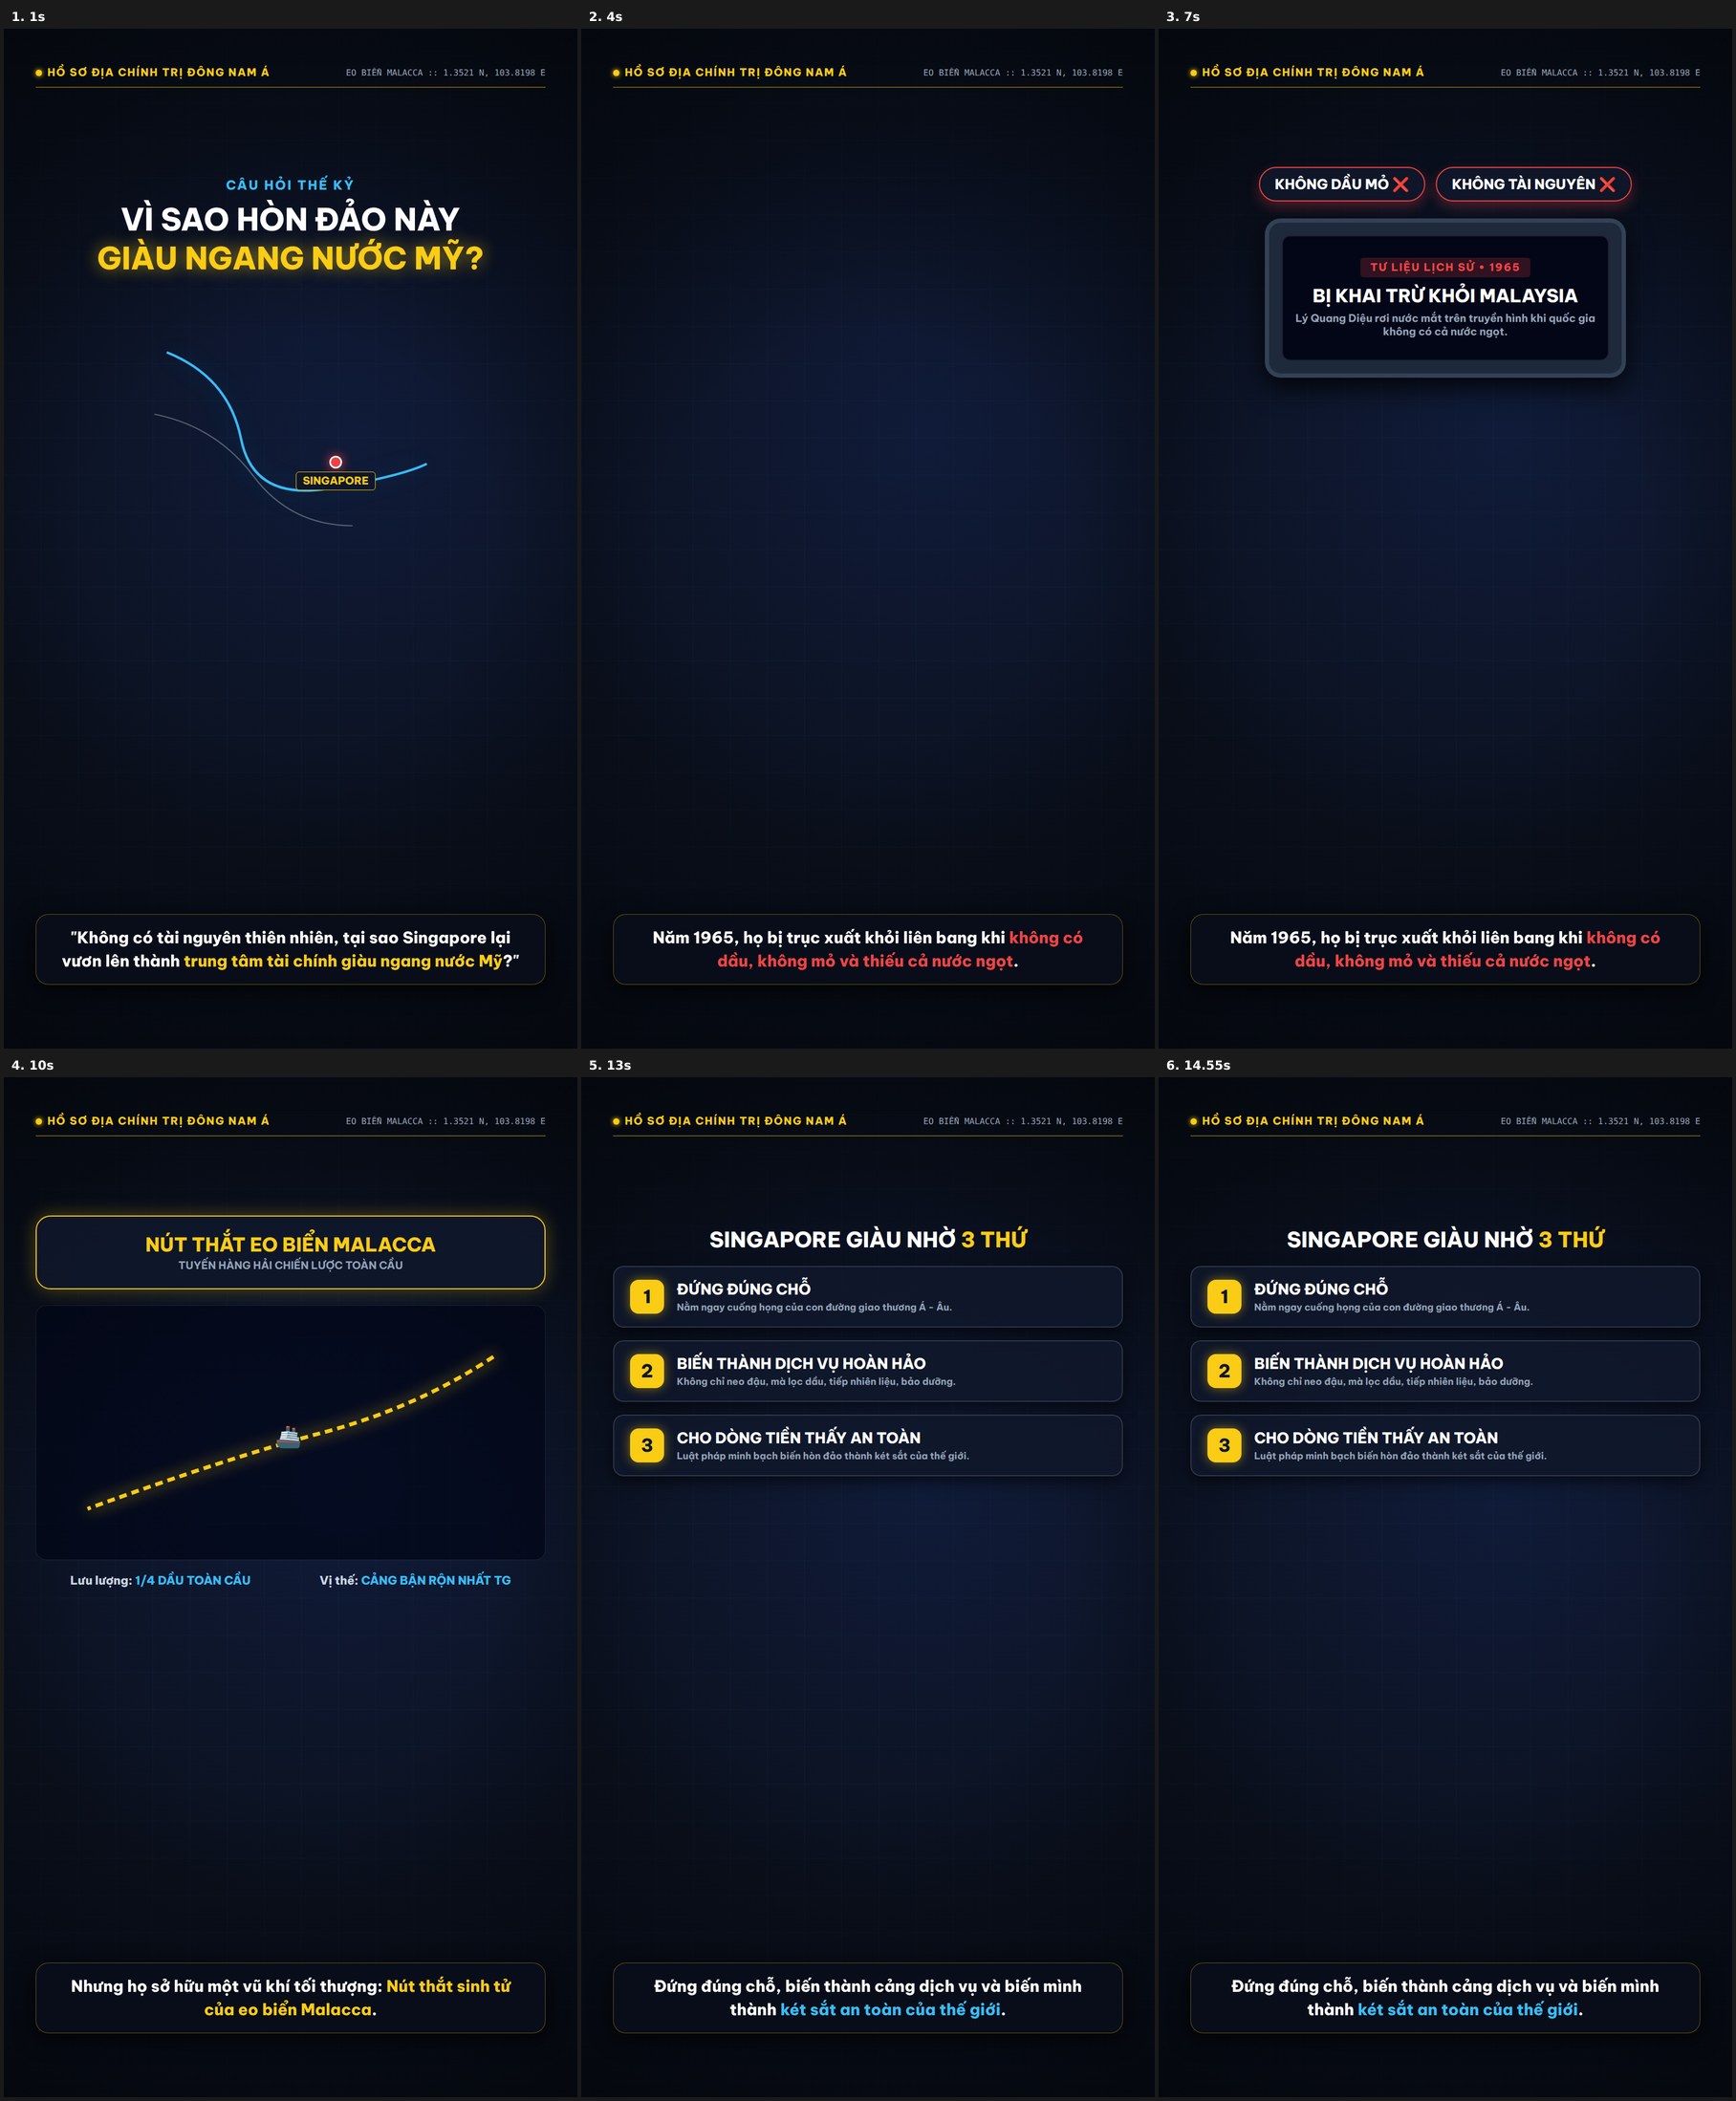 1. 1s
HỒ SƠ ĐỊA CHÍNH TRỊ ĐÔNG NAM Á
EO BIỂN MALACCA :: 1.3521 N, 103.8198 E
CÂU HỎI THẾ KỶ
VÌ SAO HÒN ĐẢO NÀY
GIÀU NGANG NƯỚC MỸ?
SINGAPORE
"Không có tài nguyên thiên nhiên, tại sao Singapore lại
vươn lên thành trung tâm tài chính giàu ngang nước Mỹ?"
2. 4s
HỒ SƠ ĐỊA CHÍNH TRỊ ĐÔNG NAM Á
EO BIỂN MALACCA :: 1.3521 N, 103.8198 E
Năm 1965, họ bị trục xuất khỏi liên bang khi không có
dầu, không mỏ và thiếu cả nước ngọt.
3. 7s
HỒ SƠ ĐỊA CHÍNH TRỊ ĐÔNG NAM Á
EO BIỂN MALACCA :: 1.3521 N, 103.8198 E
KHÔNG DẦU MỎ ❌
KHÔNG TÀI NGUYÊN ❌
TƯ LIỆU LỊCH SỬ • 1965
BỊ KHAI TRỪ KHỎI MALAYSIA
Lý Quang Diệu rơi nước mắt trên truyền hình khi quốc gia
không có cả nước ngọt.
Năm 1965, họ bị trục xuất khỏi liên bang khi không có
dầu, không mỏ và thiếu cả nước ngọt.
4. 10s
HỒ SƠ ĐỊA CHÍNH TRỊ ĐÔNG NAM Á
EO BIỂN MALACCA :: 1.3521 N, 103.8198 E
NÚT THẮT EO BIỂN MALACCA
TUYẾN HÀNG HẢI CHIẾN LƯỢC TOÀN CẦU
Lưu lượng: 1/4 DẦU TOÀN CẦU
Vị thế: CẢNG BẬN RỘN NHẤT TG
Nhưng họ sở hữu một vũ khí tối thượng: Nút thắt sinh tử
của eo biển Malacca.
5. 13s
HỒ SƠ ĐỊA CHÍNH TRỊ ĐÔNG NAM Á
EO BIỂN MALACCA :: 1.3521 N, 103.8198 E
SINGAPORE GIÀU NHỜ 3 THỨ
1
ĐỨNG ĐÚNG CHỖ
Nằm ngay cuống họng của con đường giao thương Á - Âu.
2
BIẾN THÀNH DỊCH VỤ HOÀN HẢO
Không chỉ neo đậu, mà lọc dầu, tiếp nhiên liệu, bảo dưỡng.
3
CHO DÒNG TIỀN THẤY AN TOÀN
Luật pháp minh bạch biến hòn đảo thành két sắt của thế giới.
Đứng đúng chỗ, biến thành cảng dịch vụ và biến mình
thành két sắt an toàn của thế giới.
6. 14.55s
HỒ SƠ ĐỊA CHÍNH TRỊ ĐÔNG NAM Á
EO BIỂN MALACCA :: 1.3521 N, 103.8198 E
SINGAPORE GIÀU NHỜ 3 THỨ
1
ĐỨNG ĐÚNG CHỖ
Nằm ngay cuống họng của con đường giao thương Á - Âu.
2
BIẾN THÀNH DỊCH VỤ HOÀN HẢO
Không chỉ neo đậu, mà lọc dầu, tiếp nhiên liệu, bảo dưỡng.
3
CHO DÒNG TIỀN THẤY AN TOÀN
Luật pháp minh bạch biến hòn đảo thành két sắt của thế giới.
Đứng đúng chỗ, biến thành cảng dịch vụ và biến mình
thành két sắt an toàn của thế giới.